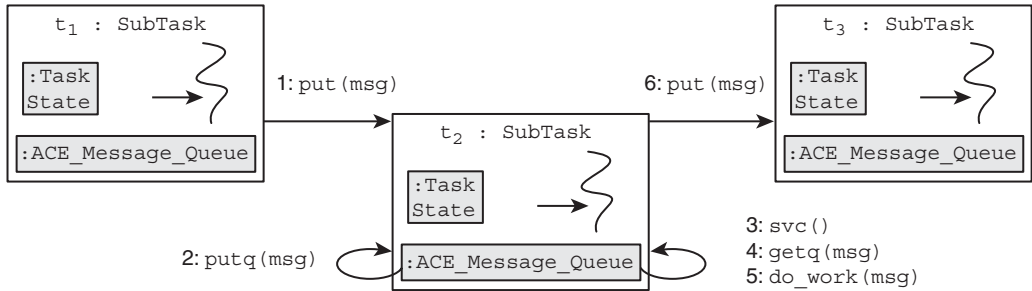 t1 : SubTask
:Task
State
:ACE_Message_Queue
1: put(msg)
t2 : SubTask
:Task
State
:ACE_Message_Queue
2: putq(msg)
3: svc()
4: getq(msg)
5: do_work(msg)
6: put(msg)
t3 : SubTask
:Task
State
:ACE_Message_Queue